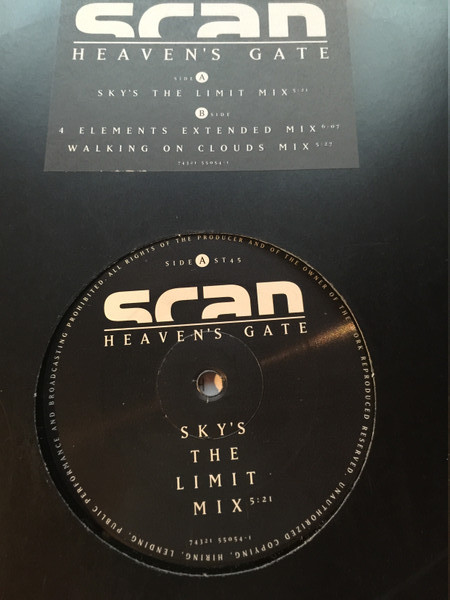 scan
HEAVEN'S GATE
SIDE A
SKY'S THE LIMIT MIX 5:21
B SIDE
4 ELEMENTS EXTENDED MIX 6:07
WALKING ON CLOUDS MIX 5:27
74321 55054-1
ALL RIGHTS OF THE PRODUCER AND OF THE OWNER OF THE WORK REPRODUCED RESERVED. UNAUTHORIZED COPYING, HIRING, LENDING, PUBLIC PERFORMANCE AND BROADCASTING PROHIBITED.
SIDE A ST45
scan
HEAVEN'S GATE
SKY'S
THE
LIMIT
MIX 5:21
74321 55054-1